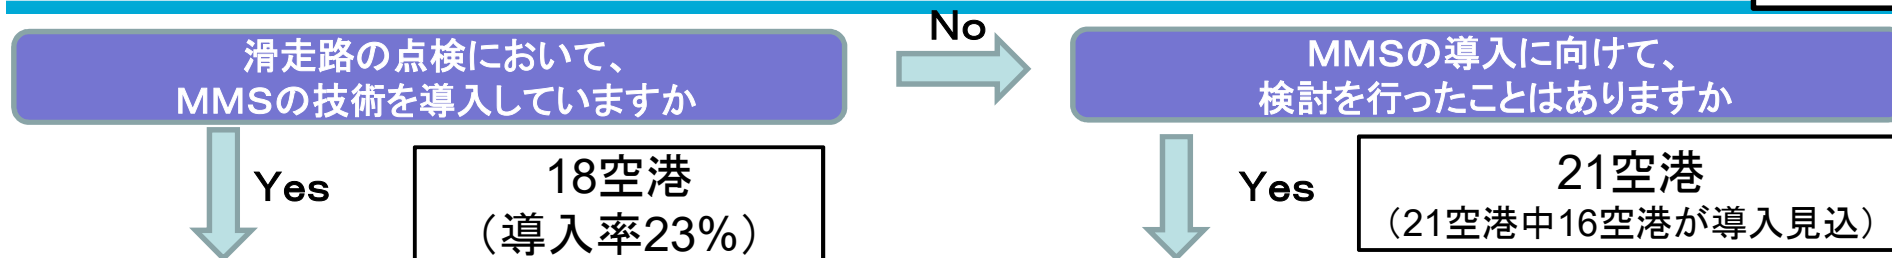 No
滑走路の点検において、
MMSの技術を導入していますか
MMSの導入に向けて、
検討を行ったことはありますか
Yes
18空港
（導入率23%）
Yes
21空港
（21空港中16空港が導入見込）